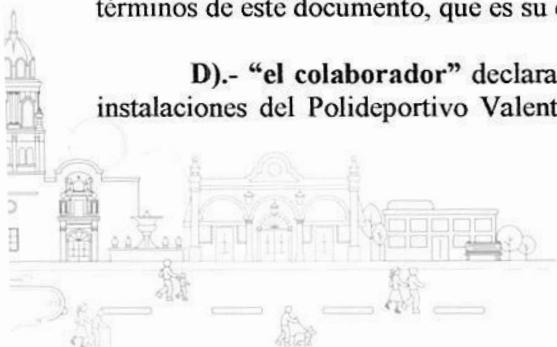 términos de este documento, que es su
D).- “el colaborador” declara
instalaciones del Polideportivo Valent